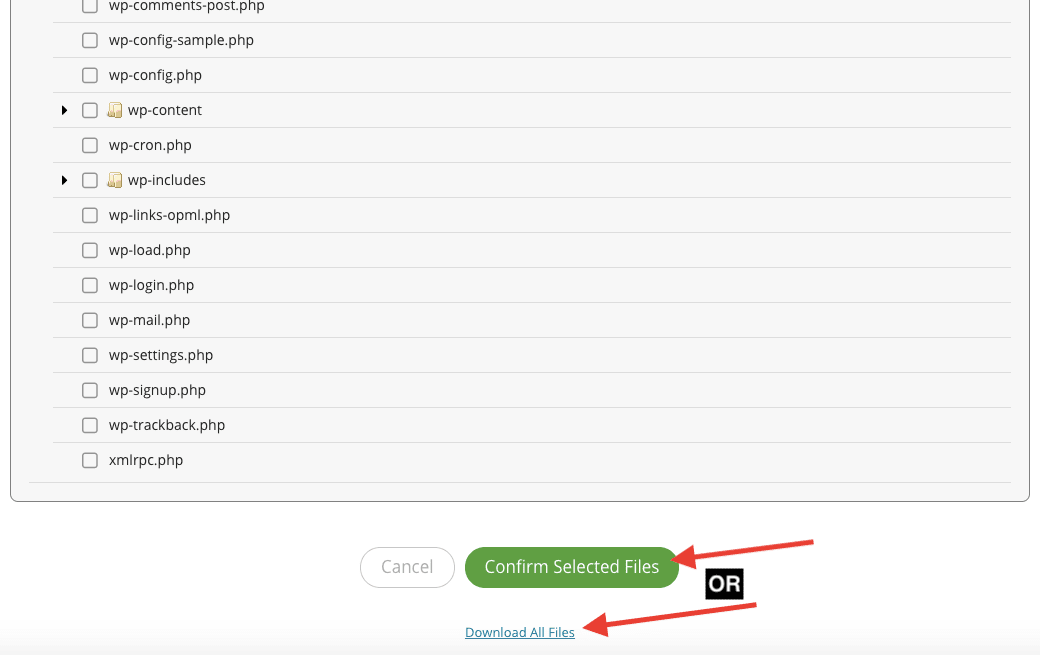 wp-comments-post.php
wp-config-sample.php
wp-config.php
wp-content
wp-cron.php
wp-includes
wp-links-opml.php
wp-load.php
wp-login.php
wp-mail.php
wp-settings.php
wp-signup.php
wp-trackback.php
xmlrpc.php
Cancel Confirm Selected Files
OR
Download All Files